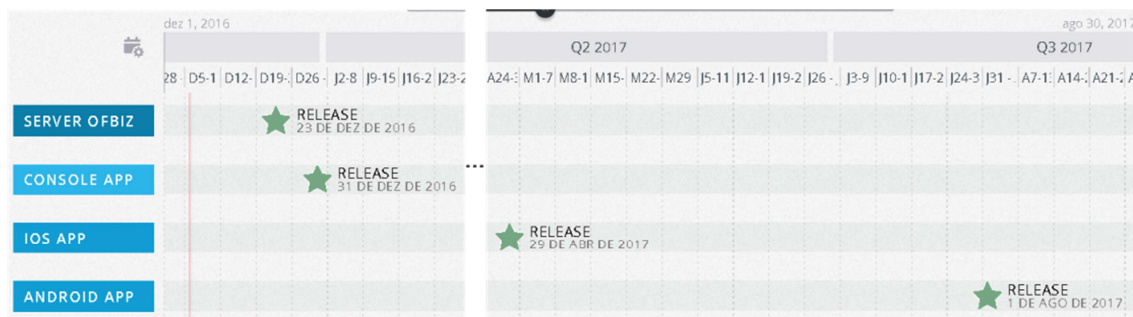 dez 1, 2016
ago 30, 2017
Q2 2017
Q3 2017
28 - D5-1 D12- D19-: D26 - J2-8 J9-15 J16-2 J23-2 A24-: M1-7 M8-1 M15- M22- M29 J5-11 J12-1 J19-2 J26 - J3-9 J10-1 J17-2 J24-3 J31 - A7-1: A14-: A21-:
SERVER OFBIZ
RELEASE
23 DE DEZ DE 2016
CONSOLE APP
RELEASE
31 DE DEZ DE 2016
...
IOS APP
RELEASE
29 DE ABR DE 2017
ANDROID APP
RELEASE
1 DE AGO DE 2017